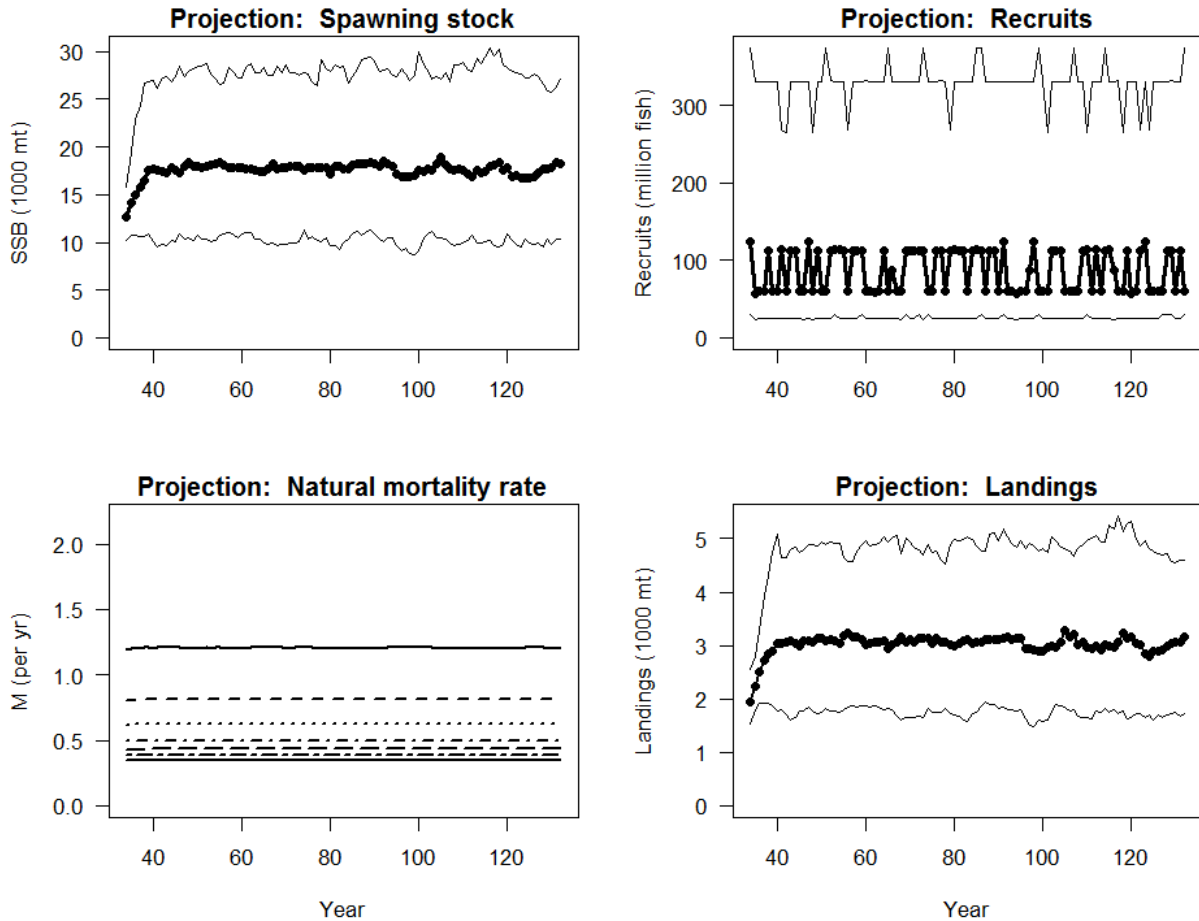 Projection: Spawning stock
SSB (1000 mt)
30
25
20
15
10
5
0
40 60 80 100 120
Projection: Recruits
Recruits (million fish)
300
200
100
0
40 60 80 100 120
Projection: Natural mortality rate
M (per yr)
2.0
1.5
1.0
0.5
0.0
40 60 80 100 120
Year
Projection: Landings
Landings (1000 mt)
5
4
3
2
1
0
40 60 80 100 120
Year